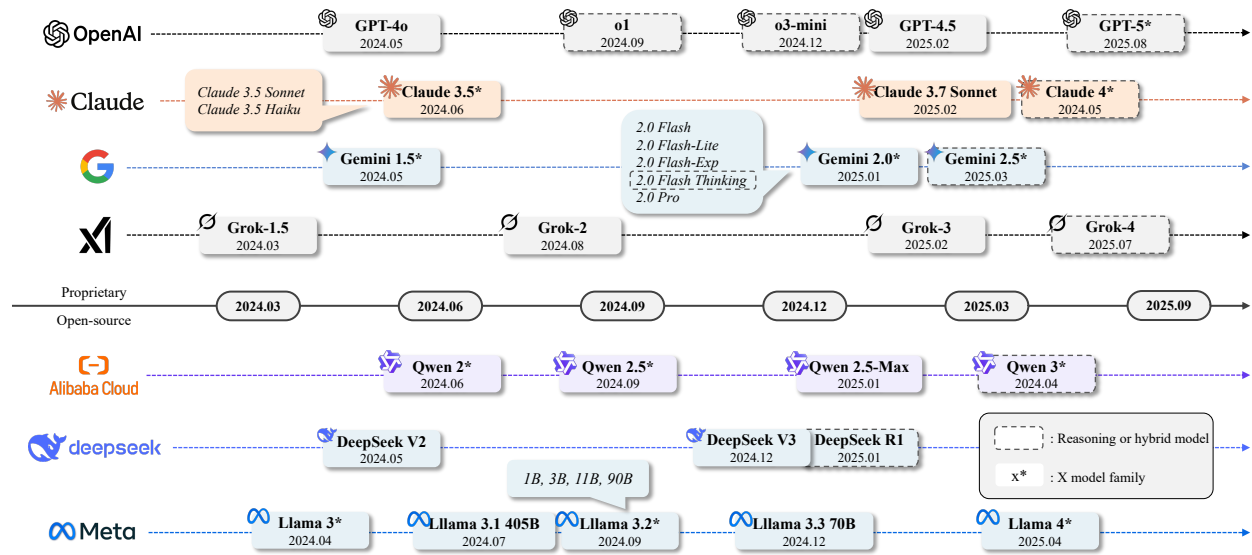 OpenAI
GPT-4o
2024.05
o1
2024.09
o3-mini
2024.12
GPT-4.5
2025.02
GPT-5*
2025.08
Claude
Claude 3.5 Sonnet
Claude 3.5 Haiku
Claude 3.5*
2024.06
Claude 3.7 Sonnet
2025.02
Claude 4*
2024.05
Gemini 1.5*
2024.05
2.0 Flash
2.0 Flash-Lite
2.0 Flash-Exp
2.0 Flash Thinking
2.0 Pro
Gemini 2.0*
2025.01
Gemini 2.5*
2025.03
Grok-1.5
2024.03
Grok-2
2024.08
Grok-3
2025.02
Grok-4
2025.07
Proprietary
Open-source
2024.03
2024.06
2024.09
2024.12
2025.03
2025.09
Alibaba Cloud
Qwen 2*
2024.06
Qwen 2.5*
2024.09
Qwen 2.5-Max
2025.01
Qwen 3*
2024.04
deepseek
DeepSeek V2
2024.05
DeepSeek V3
2024.12
DeepSeek R1
2025.01
: Reasoning or hybrid model
x* : X model family
1B, 3B, 11B, 90B
Meta
Llama 3*
2024.04
Lllama 3.1 405B
2024.07
Lllama 3.2*
2024.09
Lllama 3.3 70B
2024.12
Llama 4*
2025.04